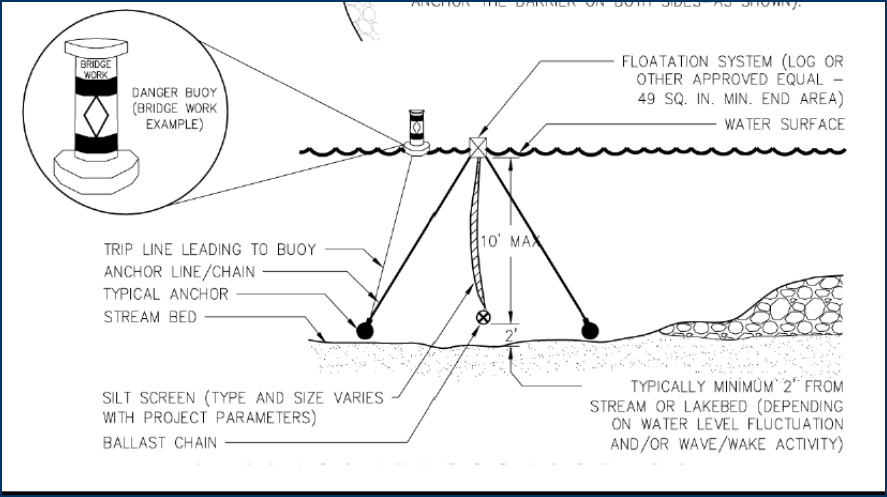 ANCHOR THE BARRIER ON BOTH SIDES AS SHOWN).
BRIDGE
WORK
DANGER BUOY
(BRIDGE WORK
EXAMPLE)
FLOATATION SYSTEM (LOG OR
OTHER APPROVED EQUAL –
49 SQ. IN. MIN. END AREA)
WATER SURFACE
10' MAX
TRIP LINE LEADING TO BUOY
ANCHOR LINE/CHAIN
TYPICAL ANCHOR
STREAM BED
2'
SILT SCREEN (TYPE AND SIZE VARIES
WITH PROJECT PARAMETERS)
BALLAST CHAIN
TYPICALLY MINIMUM 2' FROM
STREAM OR LAKEBED (DEPENDING
ON WATER LEVEL FLUCTUATION
AND/OR WAVE/WAKE ACTIVITY)